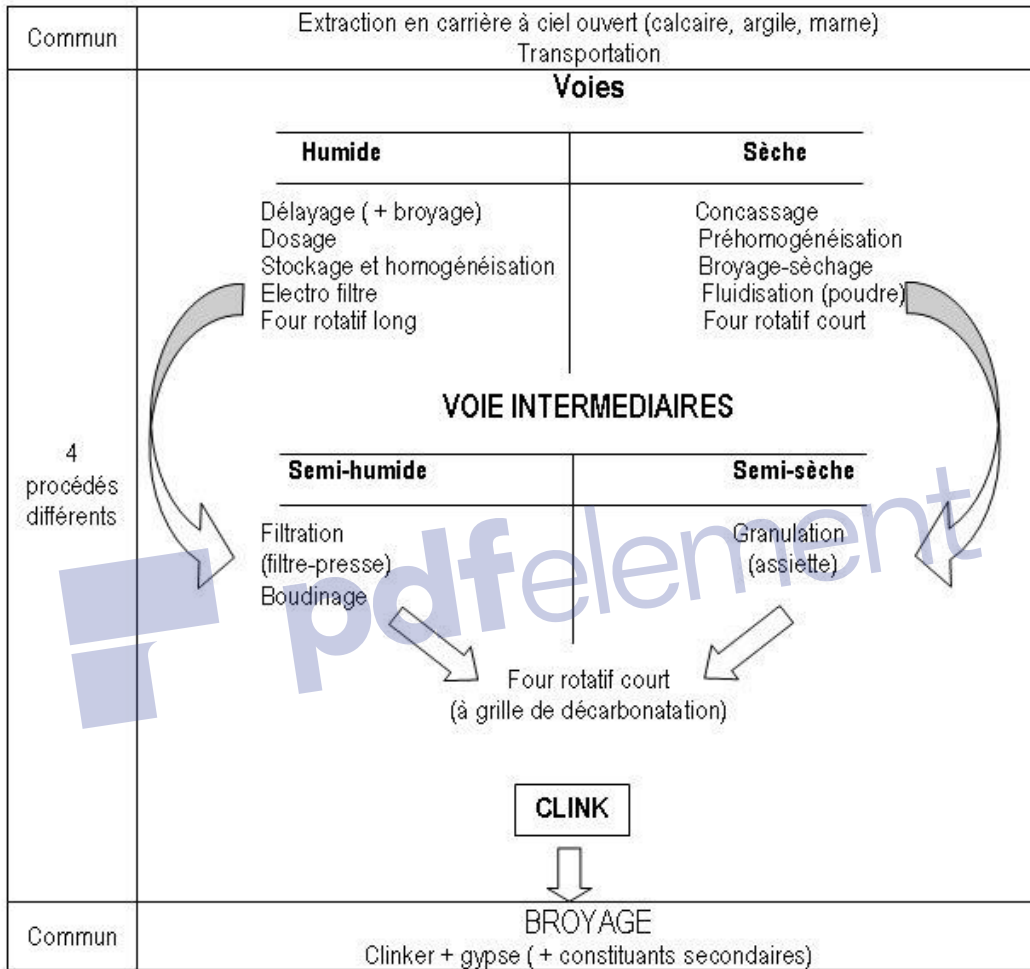 Commun
Extraction en carrière à ciel ouvert (calcaire, argile, marne)
Transportation
4
procédés
différents
Voies
Humide
Sèche
Délayage ( + broyage)
Dosage
Stockage et homogénéisation
Electro filtre
Four rotatif long
Concassage
Préhomogénéisation
Broyage-sèchage
Fluidisation (poudre)
Four rotatif court
VOIE INTERMEDIAIRES
Semi-humide
Semi-sèche
Filtration
(filtre-presse)
Boudinage
Granulation
(assiette)
pdfelement
Four rotatif court
(à grille de décarbonatation)
CLINK
Commun
BROYAGE
Clinker + gypse ( + constituants secondaires)